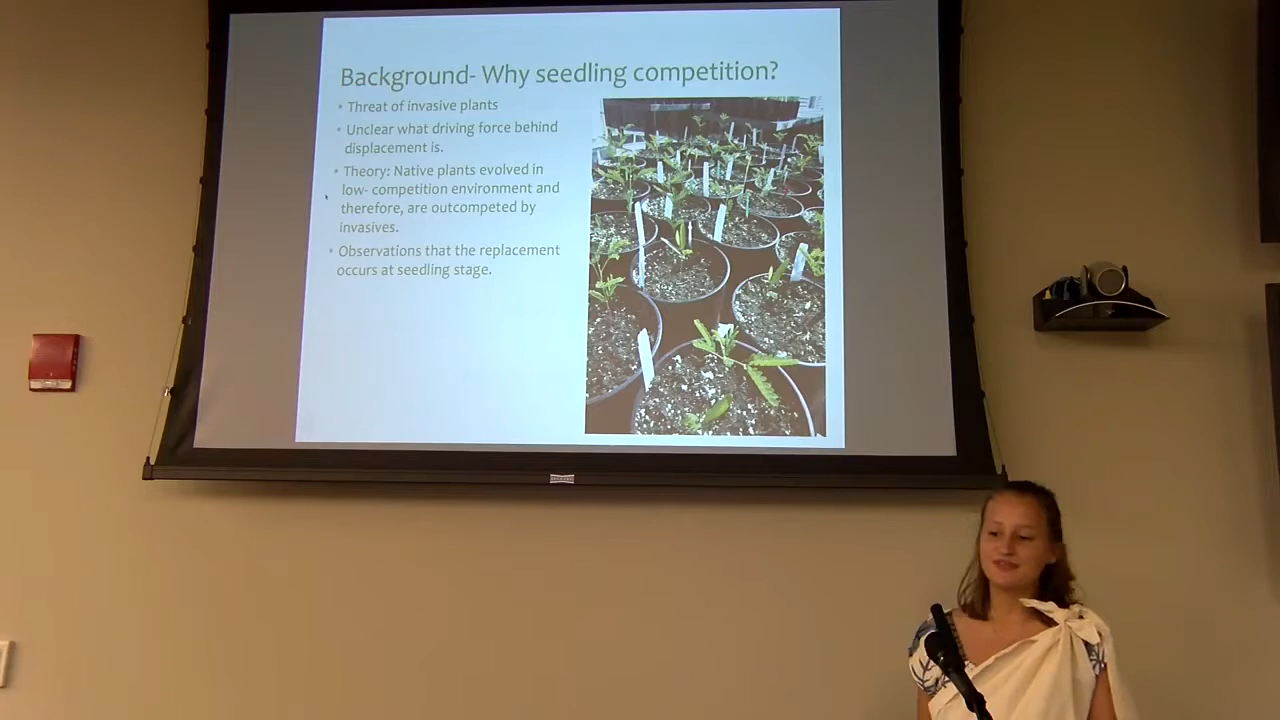 Background- Why seedling competition?
• Threat of invasive plants
• Unclear what driving force behind
displacement is.
• Theory: Native plants evolved in
low- competition environment and
therefore, are outcompeted by
invasives.
• Observations that the replacement
occurs at seedling stage.